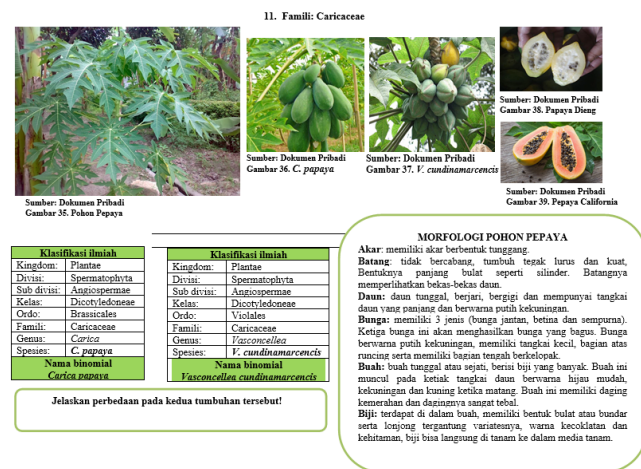 11. Famili: Caricaceae
Sumber: Dokumen Pribadi
Gambar 35. Pohon Pepaya
Sumber: Dokumen Pribadi
Gambar 36. C. papaya
Sumber: Dokumen Pribadi
Gambar 37. V. cundinamarcencis
Sumber: Dokumen Pribadi
Gambar 38. Papaya Dieng
Sumber: Dokumen Pribadi
Gambar 39. Pepaya California
Klasifikasi ilmiah
Kingdom: Plantae
Divisi: Spermatophyta
Sub divisi: Angiospermae
Kelas: Dicotyledoneae
Ordo: Brassicales
Famili: Caricaceae
Genus: Carica
Spesies: C. papaya
Nama binomial
Carica papaya
Klasifikasi ilmiah
Kingdom: Plantae
Divisi: Spermatophyta
Sub divisi: Angiospermae
Kelas: Dicotyledoneae
Ordo: Violales
Famili: Caricaceae
Genus: Vasconcellea
Spesies: V. cundinamarcencis
Nama binomial
Vasconcellea cundinamarcencis
Jelaskan perbedaan pada kedua tumbuhan tersebut!
MORFOLOGI POHON PEPAYA
Akar: memiliki akar berbentuk tunggang.
Batang: tidak bercabang, tumbuh tegak lurus dan kuat,
Bentuknya panjang bulat seperti silinder. Batangnya
memperlihatkan bekas-bekas daun.
Daun: daun tunggal, berjari, bergigi dan mempunyai tangkai
daun yang panjang dan berwarna putih kekuningan.
Bunga: memiliki 3 jenis (bunga jantan, betina dan sempurna).
Ketiga bunga ini akan menghasilkan bunga yang bagus. Bunga
berwarna putih kekuningan, memiliki tangkai kecil, bagian atas
runcing serta memiliki bagian tengah berkelopak.
Buah: buah tunggal atau sejati, berisi biji yang banyak. Buah ini
muncul pada ketiak tangkai daun berwarna hijau mudah,
kekuningan dan kuning ketika matang. Buah ini memiliki daging
kemerahan dan dagingnya sangat tebal.
Biji: terdapat di dalam buah, memiliki bentuk bulat atau bundar
serta lonjong tergantung variatesnya, warna kecoklatan dan
kehitaman, biji bisa langsung di tanam ke dalam media tanam.